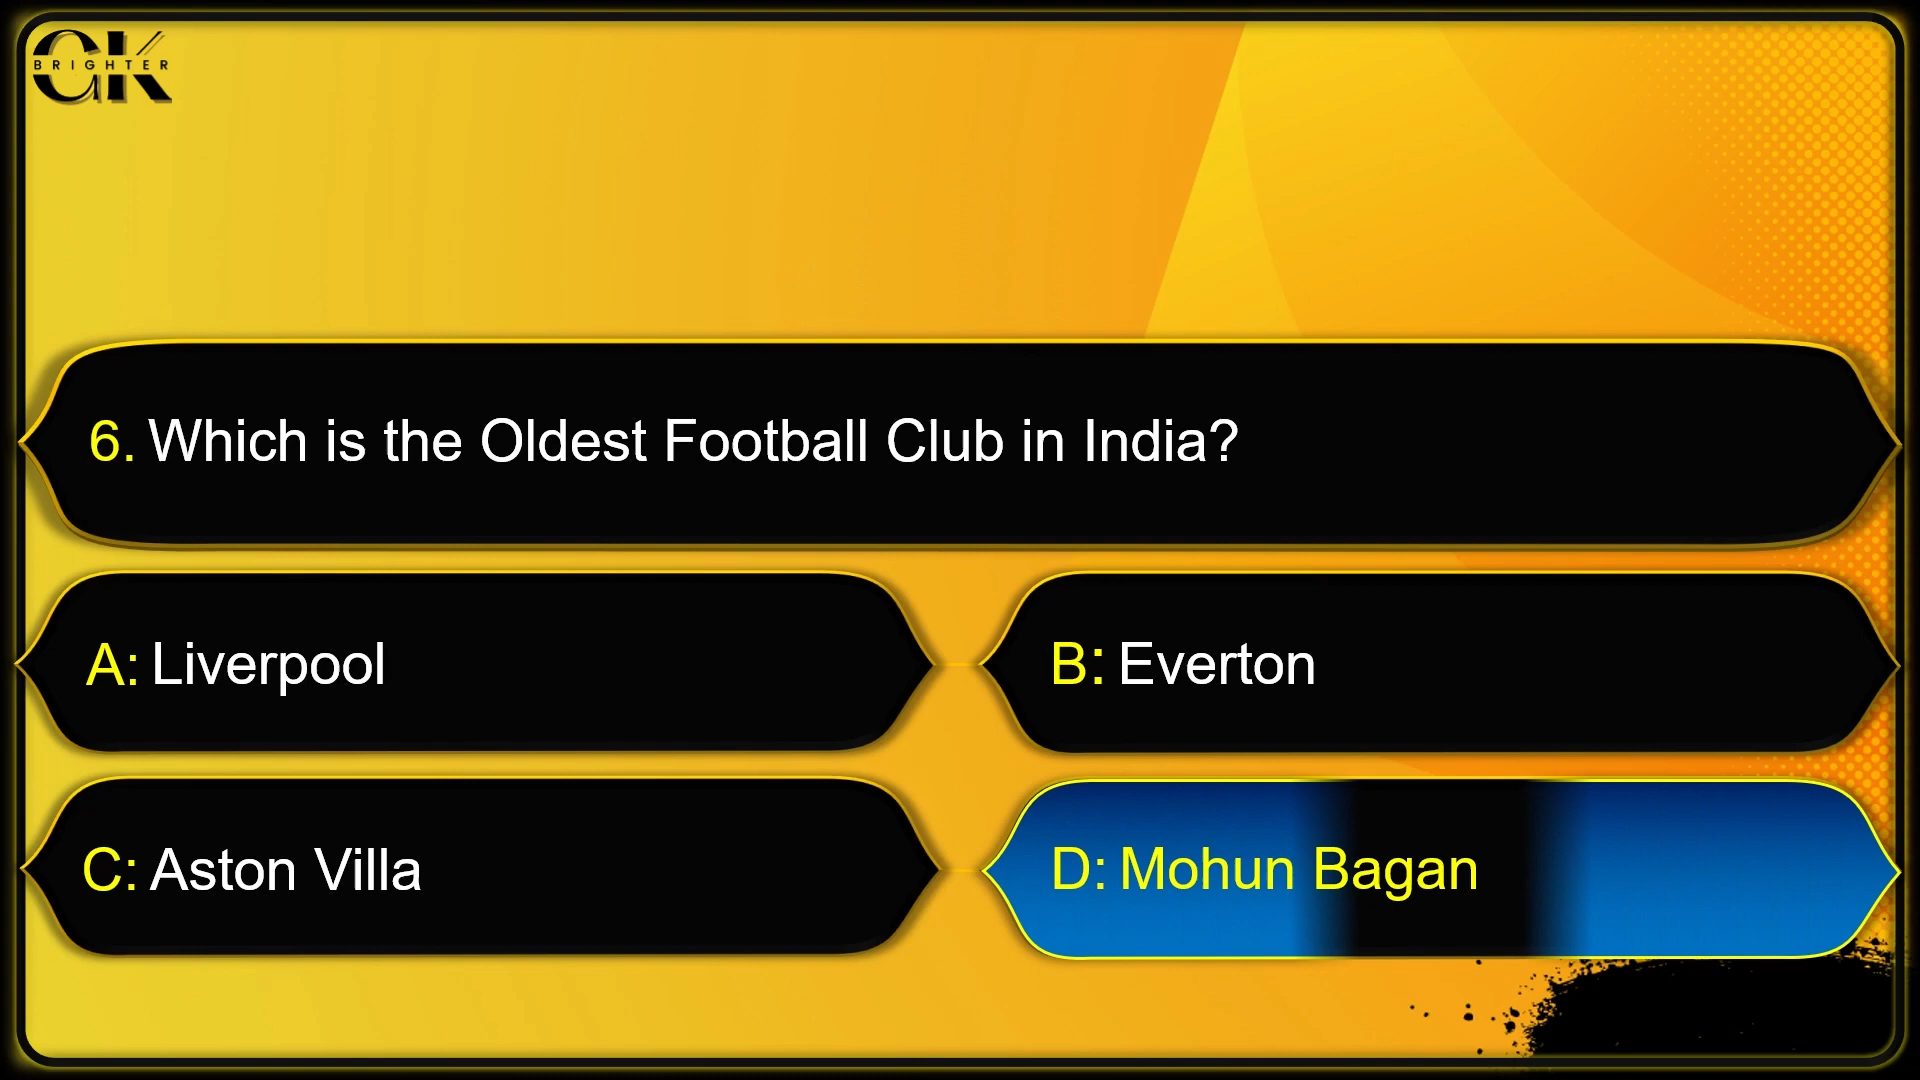 GK
BRIGHTER
6. Which is the Oldest Football Club in India?
A: Liverpool
B: Everton
C: Aston Villa
D: Mohun Bagan